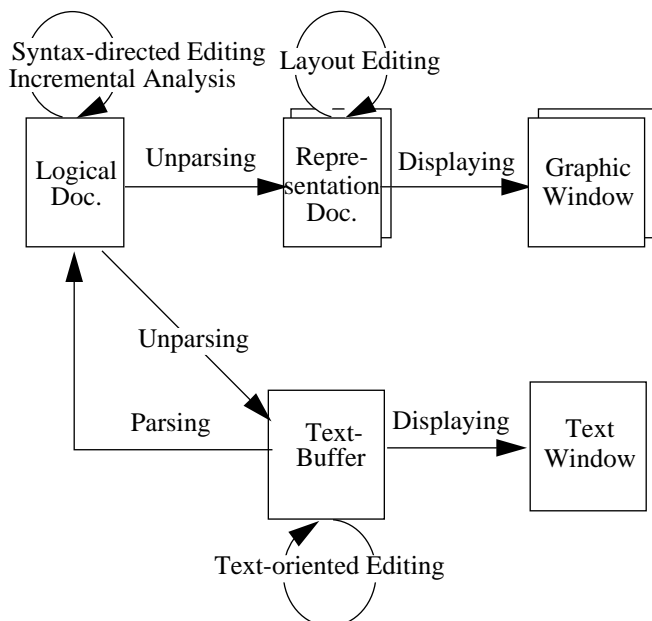 Syntax-directed Editing
Incremental Analysis
Layout Editing
Logical
Doc.
Unparsing
Repre-
sentation
Doc.
Displaying
Graphic
Window
Unparsing
Parsing
Text-
Buffer
Displaying
Text
Window
Text-oriented Editing